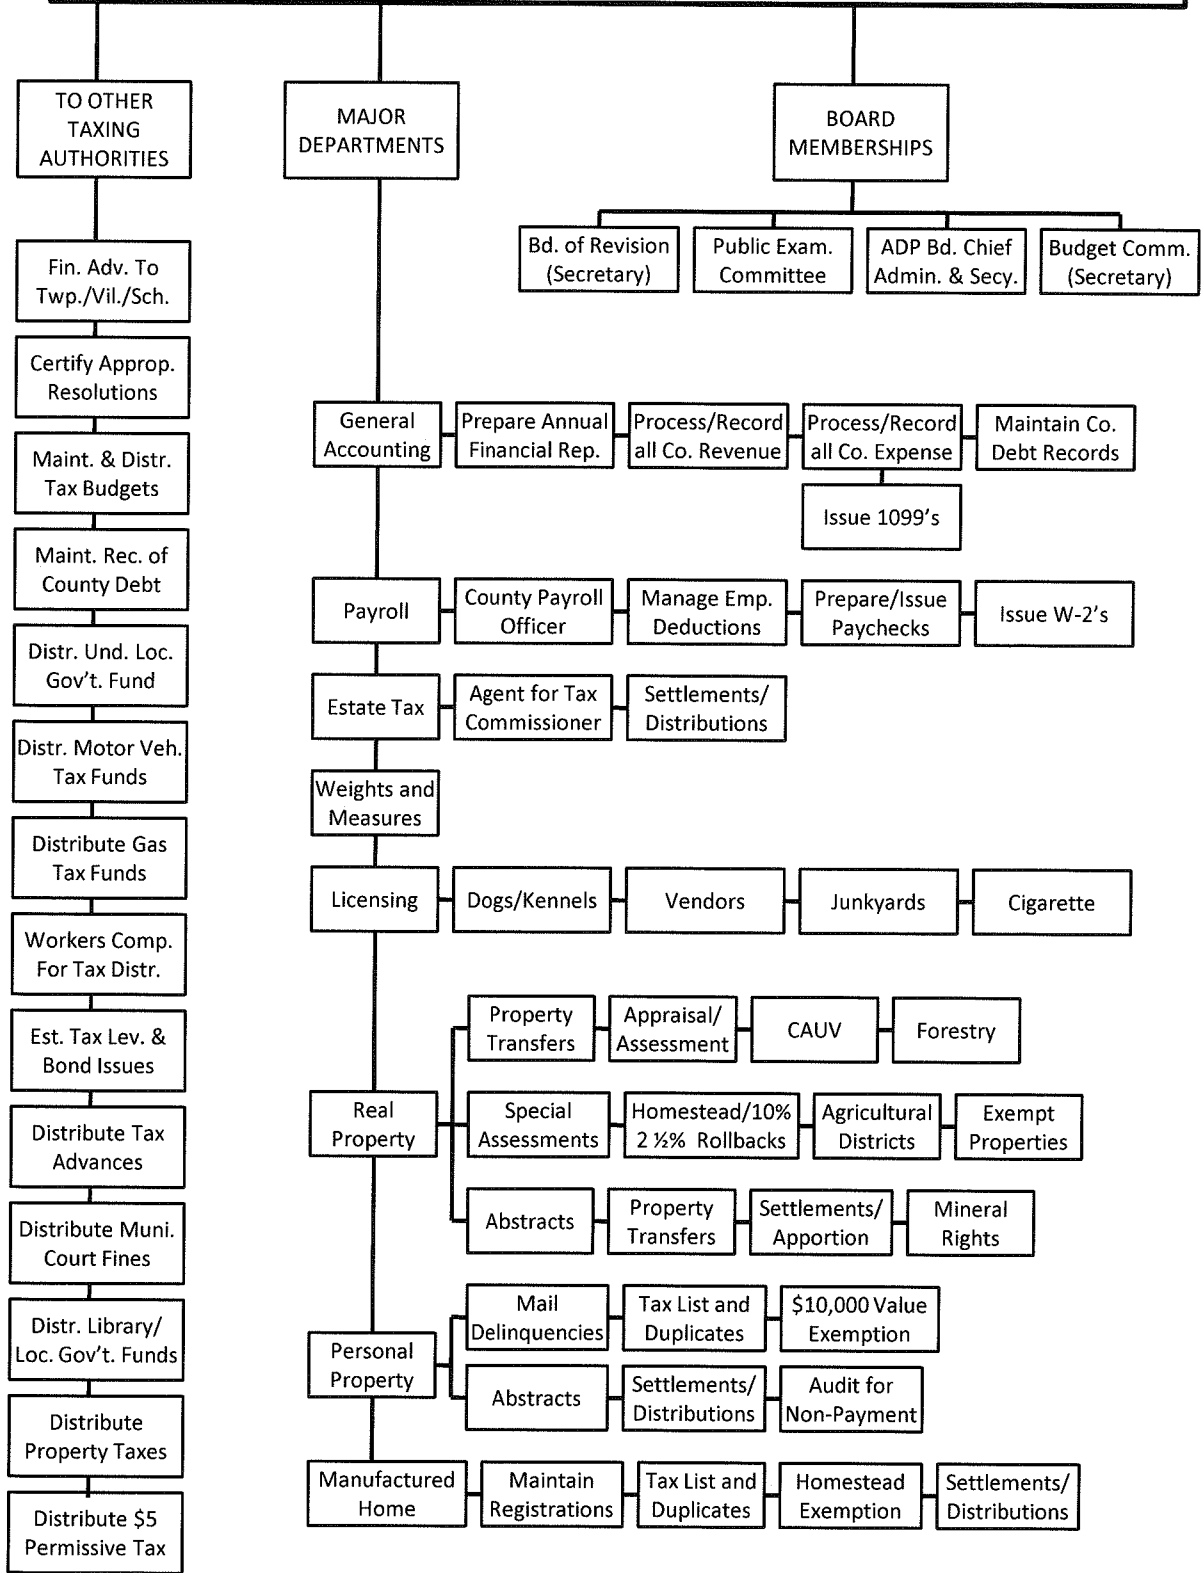 TO OTHER
TAXING
AUTHORITIES
MAJOR
DEPARTMENTS
BOARD
MEMBERSHIPS
Bd. of Revision
(Secretary)
Public Exam.
Committee
ADP Bd. Chief
Admin. & Secy.
Budget Comm.
(Secretary)
Fin. Adv. To
Twp./Vil./Sch.
Certify Approp.
Resolutions
Maint. & Distr.
Tax Budgets
Maint. Rec. of
County Debt
Distr. Und. Loc.
Gov't. Fund
Distr. Motor Veh.
Tax Funds
Distribute Gas
Tax Funds
Workers Comp.
For Tax Distr.
Est. Tax Lev. &
Bond Issues
Distribute Tax
Advances
Distribute Muni.
Court Fines
Distr. Library/
Loc. Gov't. Funds
Distribute
Property Taxes
Distribute $5
Permissive Tax
General
Accounting
Prepare Annual
Financial Rep.
Process/Record
all Co. Revenue
Process/Record
all Co. Expense
Maintain Co.
Debt Records
Issue 1099's
Payroll
County Payroll
Officer
Manage Emp.
Deductions
Prepare/Issue
Paychecks
Issue W-2's
Estate Tax
Agent for Tax
Commissioner
Settlements/
Distributions
Weights and
Measures
Licensing
Dogs/Kennels
Vendors
Junkyards
Cigarette
Real
Property
Property
Transfers
Appraisal/
Assessment
CAUV
Forestry
Special
Assessments
Homestead/10%
2 ½% Rollbacks
Agricultural
Districts
Exempt
Properties
Abstracts
Property
Transfers
Settlements/
Apportion
Mineral
Rights
Personal
Property
Mail
Delinquencies
Tax List and
Duplicates
$10,000 Value
Exemption
Abstracts
Settlements/
Distributions
Audit for
Non-Payment
Manufactured
Home
Maintain
Registrations
Tax List and
Duplicates
Homestead
Exemption
Settlements/
Distributions